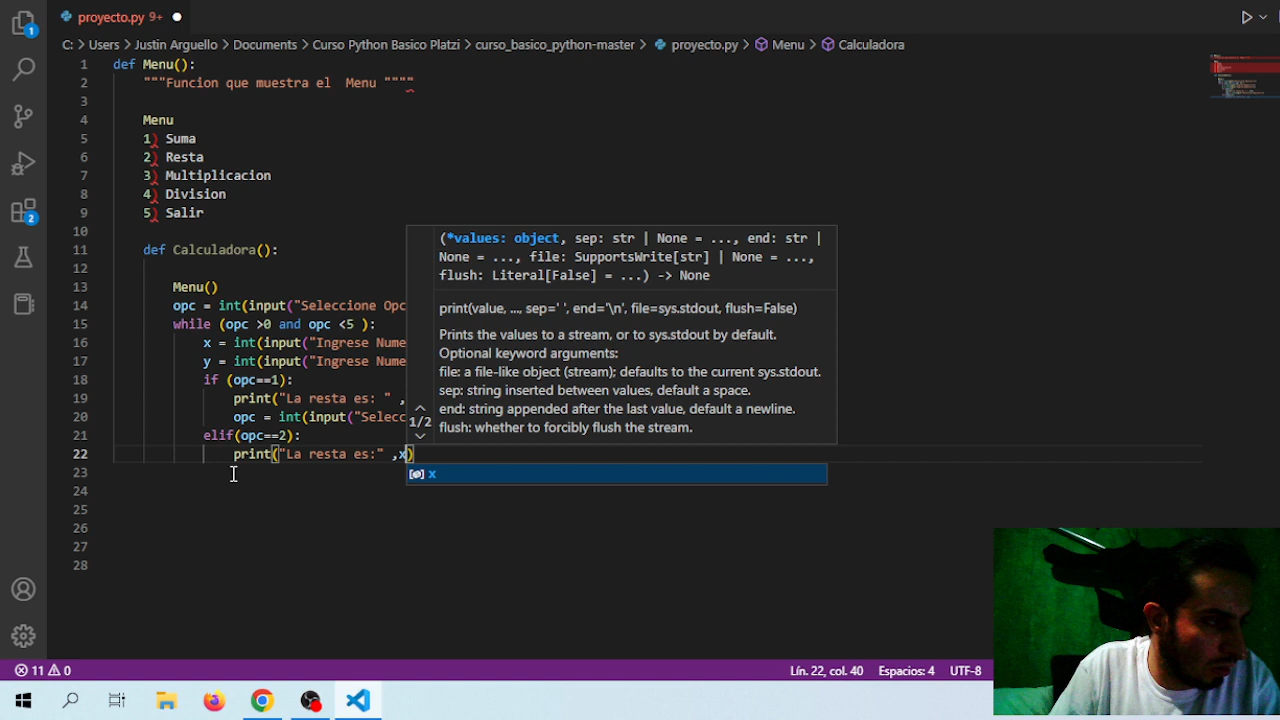 proyecto.py 9+
C: > Users > Justin Arguello > Documents > Curso Python Basico Platzi > curso_basico_python-master > proyecto.py > Menu > Calculadora
1 def Menu():
2 """Funcion que muestra el Menu """"
3
4 Menu
5 1) Suma
6 2) Resta
7 3) Multiplicacion
8 4) Division
9 5) Salir
10
11 def Calculadora():
12
13 Menu()
14 opc = int(input("Seleccione Opc
15 while (opc >0 and opc <5 ):
16 x = int(input("Ingrese Nume
17 y = int(input("Ingrese Nume
18 if (opc==1):
19 print("La resta es: " ,
20 opc = int(input("Selecc
21 elif(opc==2):
22 print("La resta es:" ,x)
23
24
25
26
27
28
(*values: object, sep: str | None = ..., end: str |
None = ..., file: SupportsWrite[str] | None = ...,
flush: Literal[False] = ...) -> None
print(value, ..., sep=' ', end='\n', file=sys.stdout, flush=False)
Prints the values to a stream, or to sys.stdout by default.
Optional keyword arguments:
file: a file-like object (stream); defaults to the current sys.stdout.
sep: string inserted between values, default a space.
end: string appended after the last value, default a newline.
flush: whether to forcibly flush the stream.
1/2
x
1
2
11 0
Lín. 22, col. 40
Espacios: 4
UTF-8